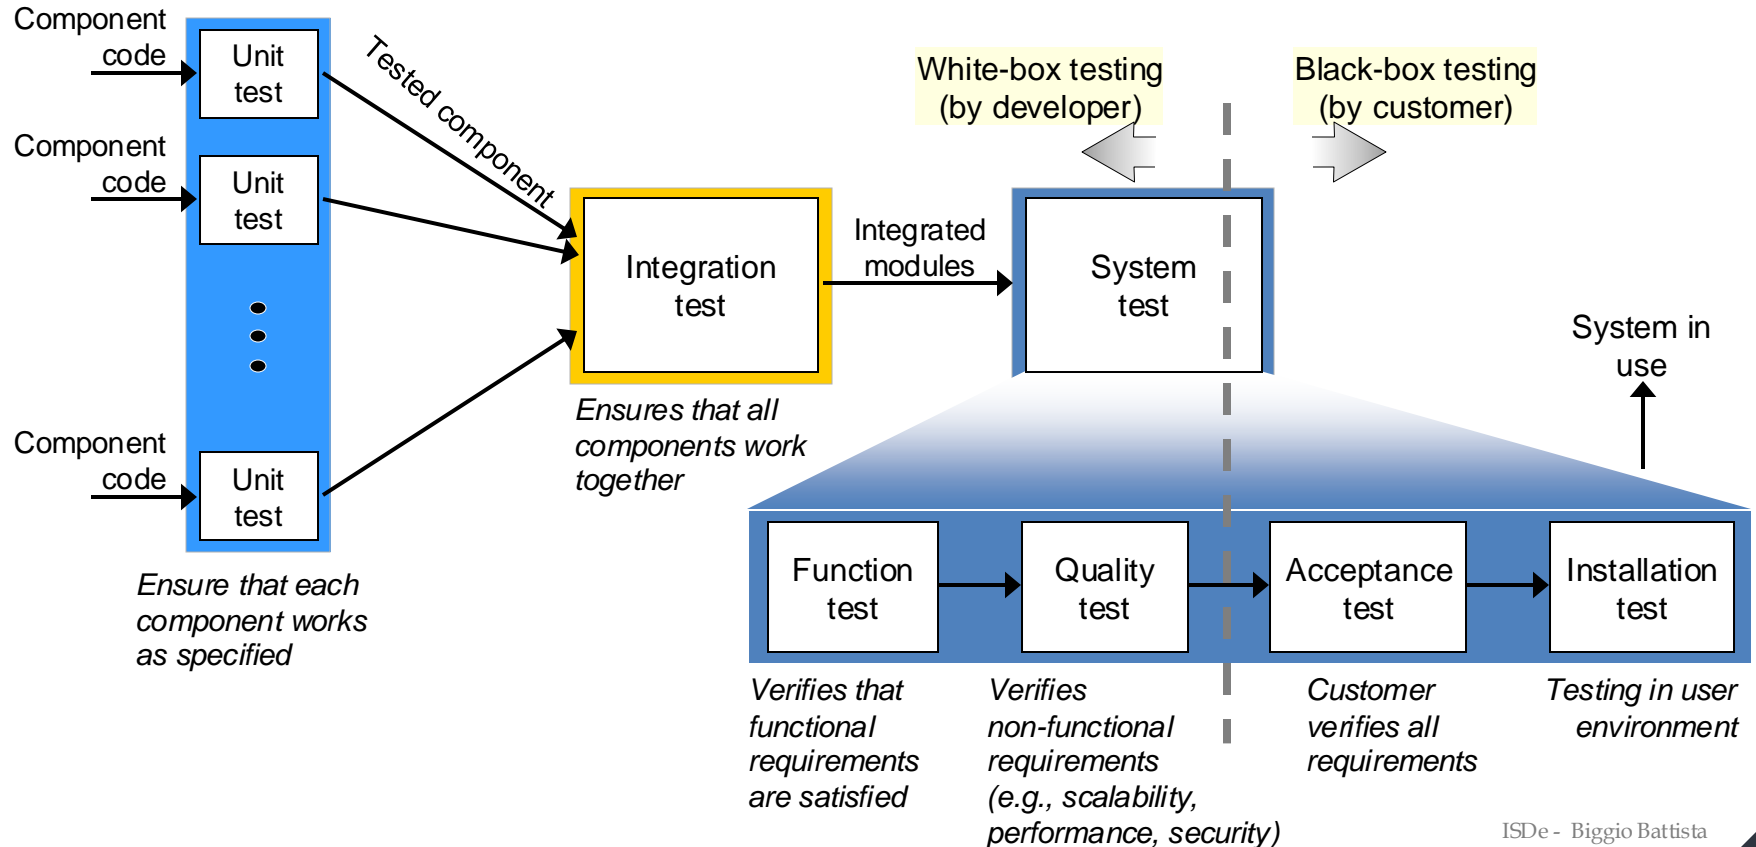 Component
code
Unit
test
Component
code
Unit
test
Component
code
Unit
test
Ensure that each
component works
as specified
Tested component
Integration
test
Ensures that all
components work
together
Integrated
modules
White-box testing
(by developer)
Black-box testing
(by customer)
System
test
System in
use
Function
test
Quality
test
Acceptance
test
Installation
test
Verifies that
functional
requirements
are satisfied
Verifies
non-functional
requirements
(e.g., scalability,
performance, security)
Customer
verifies all
requirements
Testing in user
environment
ISDe - Biggio Battista